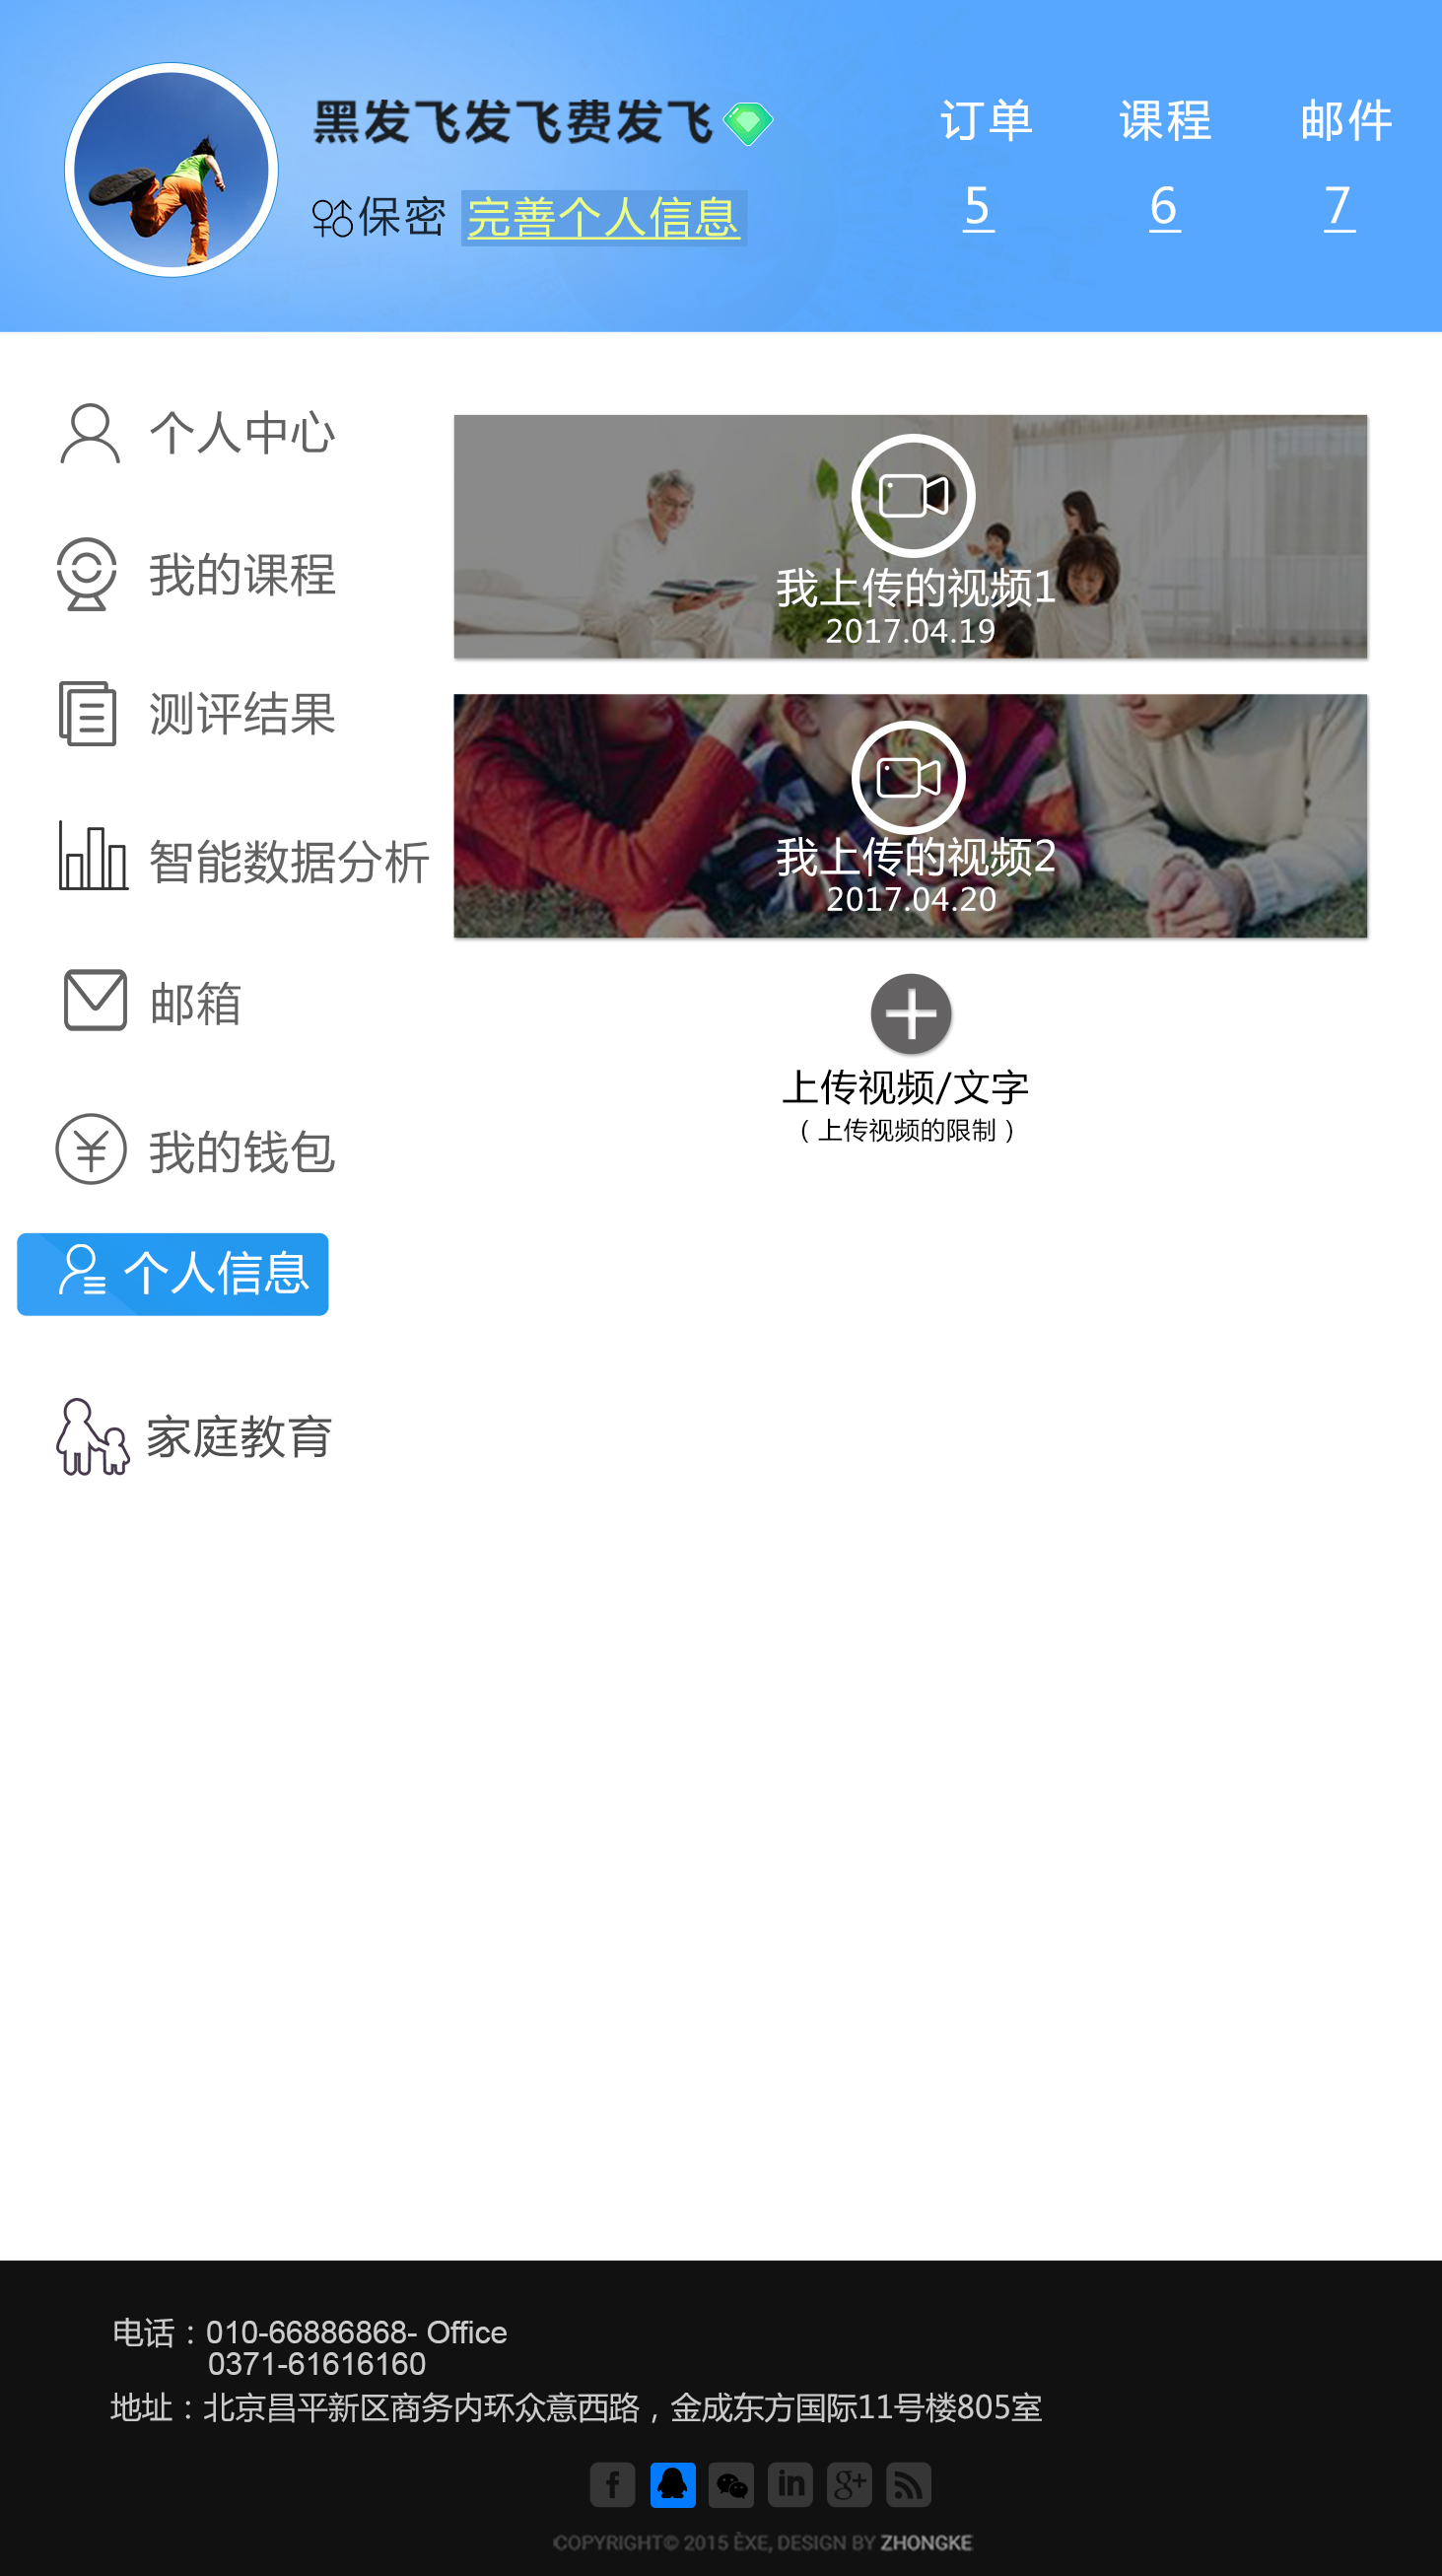 黑发飞发飞费发飞
保密 完善个人信息
订单 课程 邮件
5 6 7
个人中心
我的课程
测评结果
智能数据分析
邮箱
我的钱包
个人信息
家庭教育
我上传的视频1
2017.04.19
我上传的视频2
2017.04.20
上传视频/文字
（上传视频的限制）
电话：010-66886868- Office
0371-61616160
地址：北京昌平新区商务内环众意西路，金成东方国际11号楼805室
f in g+
COPYRIGHT© 2015 ÈXE, DESIGN BY ZHONGKE